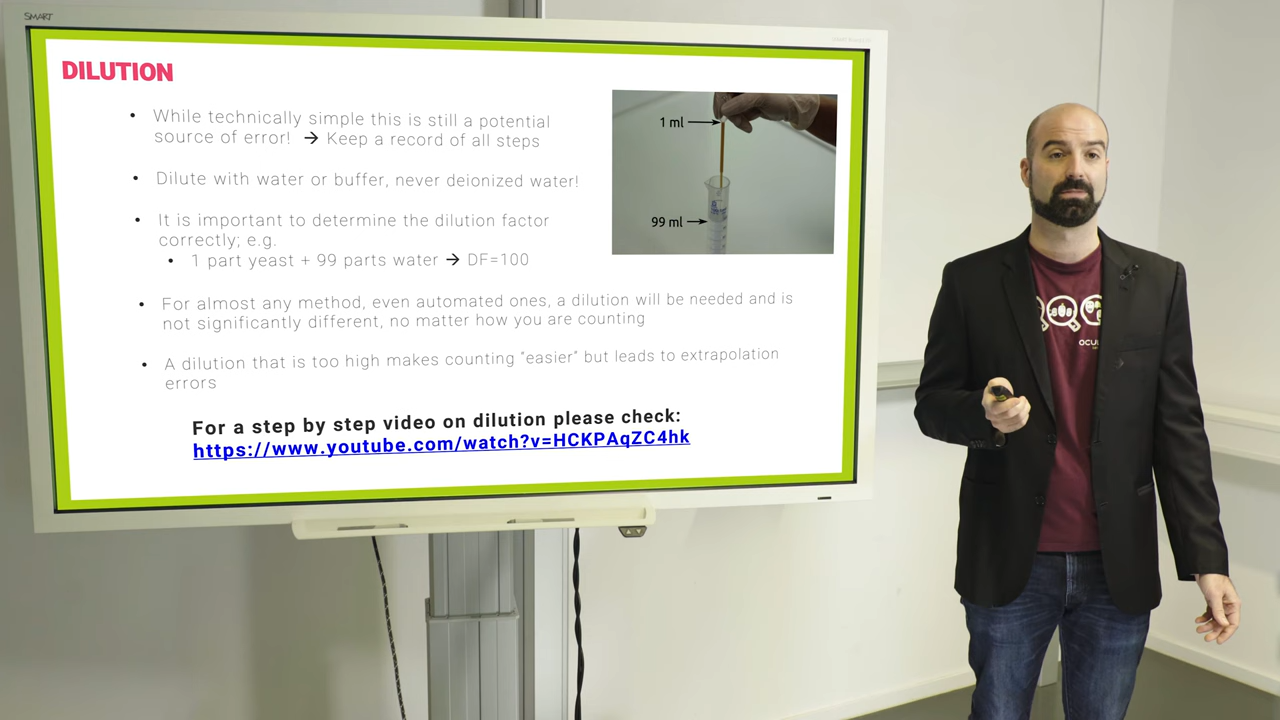 SMART
DILUTION
• While technically simple this is still a potential
source of error! → Keep a record of all steps
• Dilute with water or buffer, never deionized water!
• It is important to determine the dilution factor
correctly; e.g.
• 1 part yeast + 99 parts water → DF=100
• For almost any method, even automated ones, a dilution will be needed and is
not significantly different, no matter how you are counting
• A dilution that is too high makes counting "easier" but leads to extrapolation
errors
For a step by step video on dilution please check:
https://www.youtube.com/watch?v=HCKPAqZC4hk
1 ml
99 ml